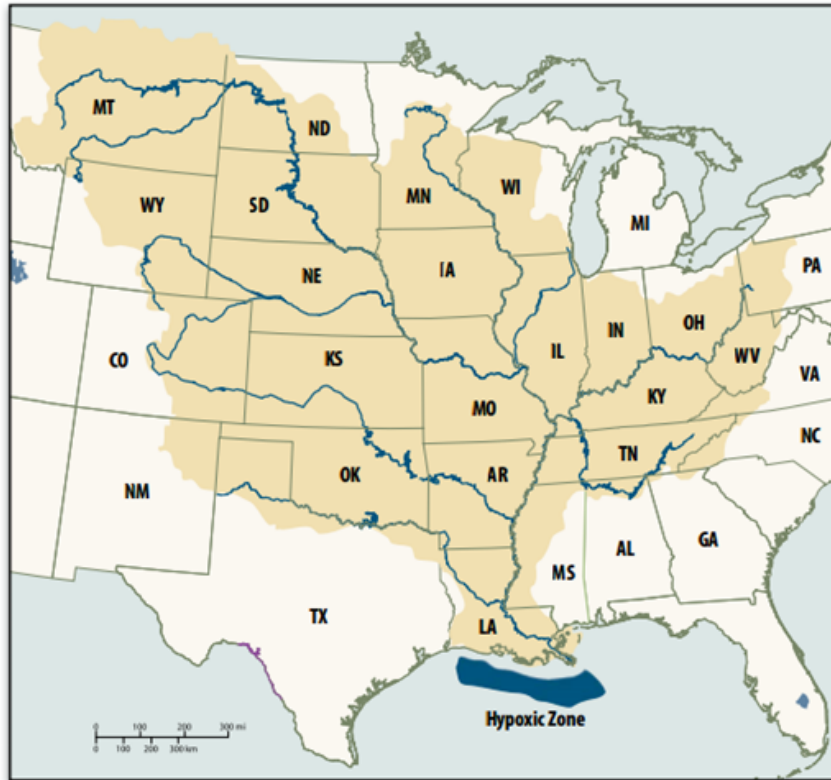 MT
ND
MN
WI
WY
SD
MI
IA
PA
NE
OH
IL
IN
WV
CO
KS
VA
KY
MO
NC
TN
OK
AR
NM
GA
AL
MS
TX
LA
Hypoxic Zone
0 100 200 300 mi
0 100 200 300 km